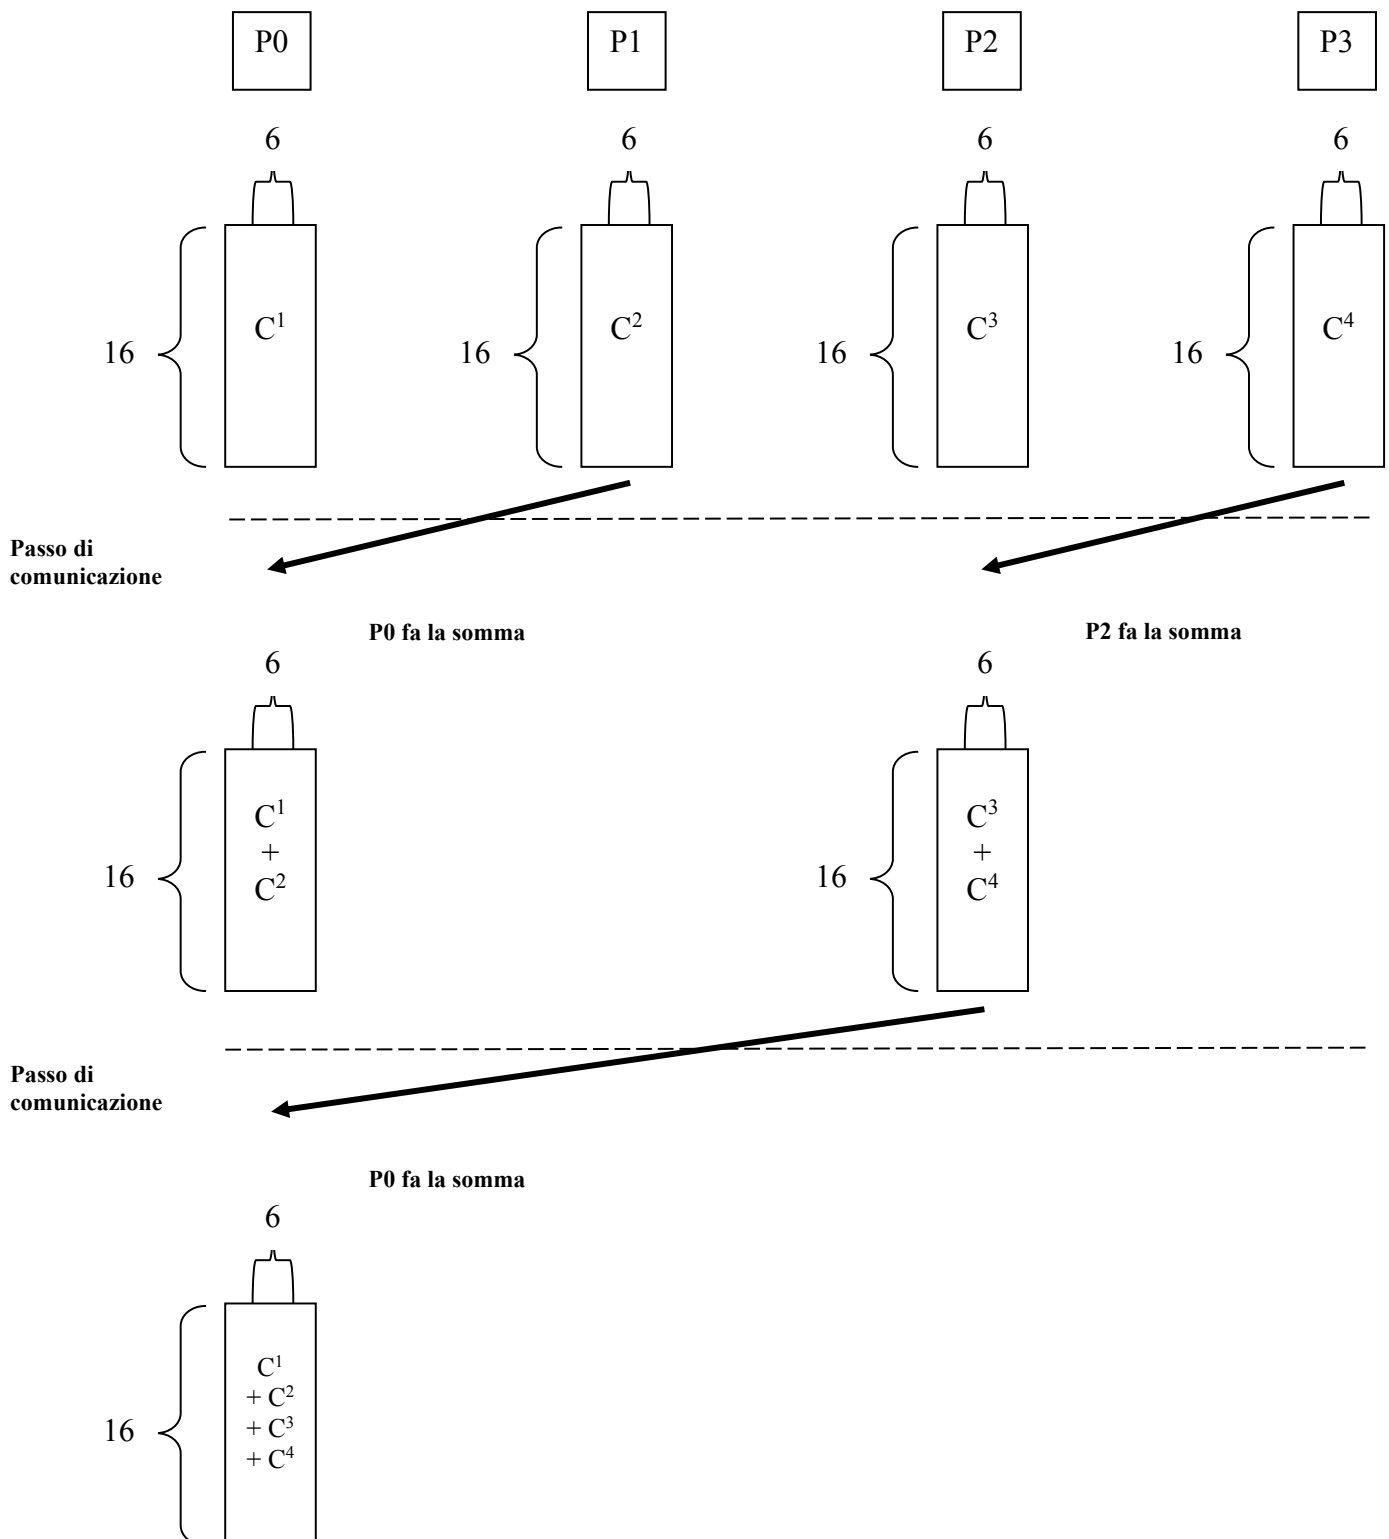 P0 P1 P2 P3
6 6 6 6
C¹ C² C³ C⁴
16 16 16 16
Passo di
comunicazione
P0 fa la somma P2 fa la somma
6 6
C¹ C³
+ +
C² C⁴
16 16
Passo di
comunicazione
P0 fa la somma
6
C¹
+ C²
+ C³
16
+ C⁴